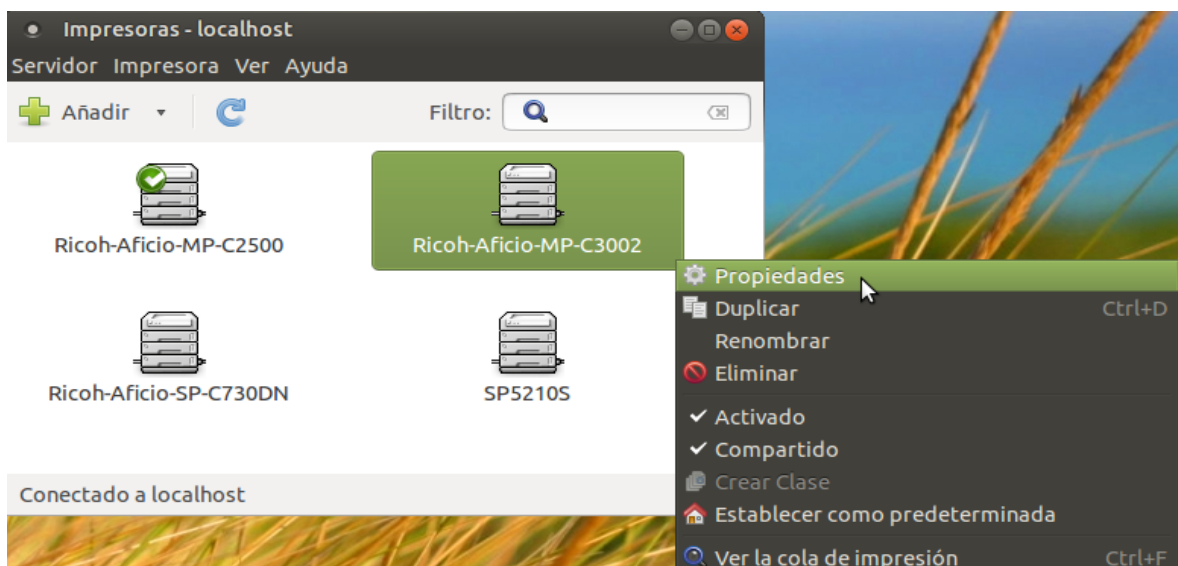 Impresoras - localhost
Servidor Impresora Ver Ayuda
Añadir Filtro:
Ricoh-Aficio-MP-C2500 Ricoh-Aficio-MP-C3002
Ricoh-Aficio-SP-C730DN SP5210S
Conectado a localhost
Propiedades
Duplicar Ctrl+D
Renombrar
Eliminar
Activado
Compartido
Crear Clase
Establecer como predeterminada
Ver la cola de impresión Ctrl+F